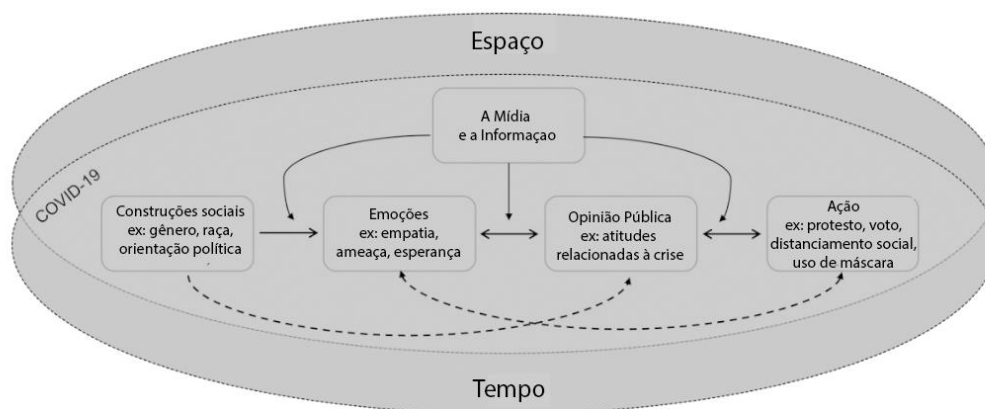 Espaço
A Mídia
e a Informaçao
COVID-19
Construções sociais
ex: gênero, raça,
orientação política
Emoções
ex: empatia,
ameaça, esperança
Opinião Pública
ex: atitudes
relacionadas à crise
Ação
ex: protesto, voto,
distanciamento social,
uso de máscara
Tempo